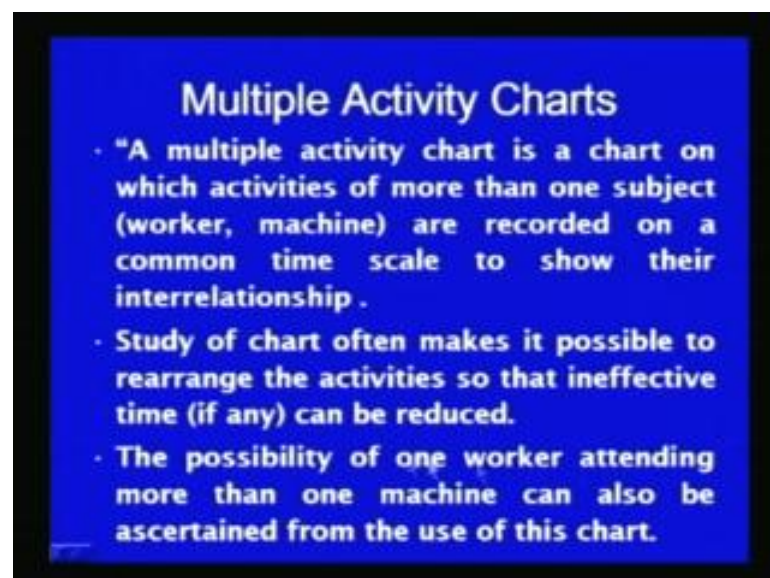 Multiple Activity Charts
· “A multiple activity chart is a chart on
which activities of more than one subject
(worker, machine) are recorded on a
common time scale to show their
interrelationship .
· Study of chart often makes it possible to
rearrange the activities so that ineffective
time (if any) can be reduced.
· The possibility of one worker attending
more than one machine can also be
ascertained from the use of this chart.